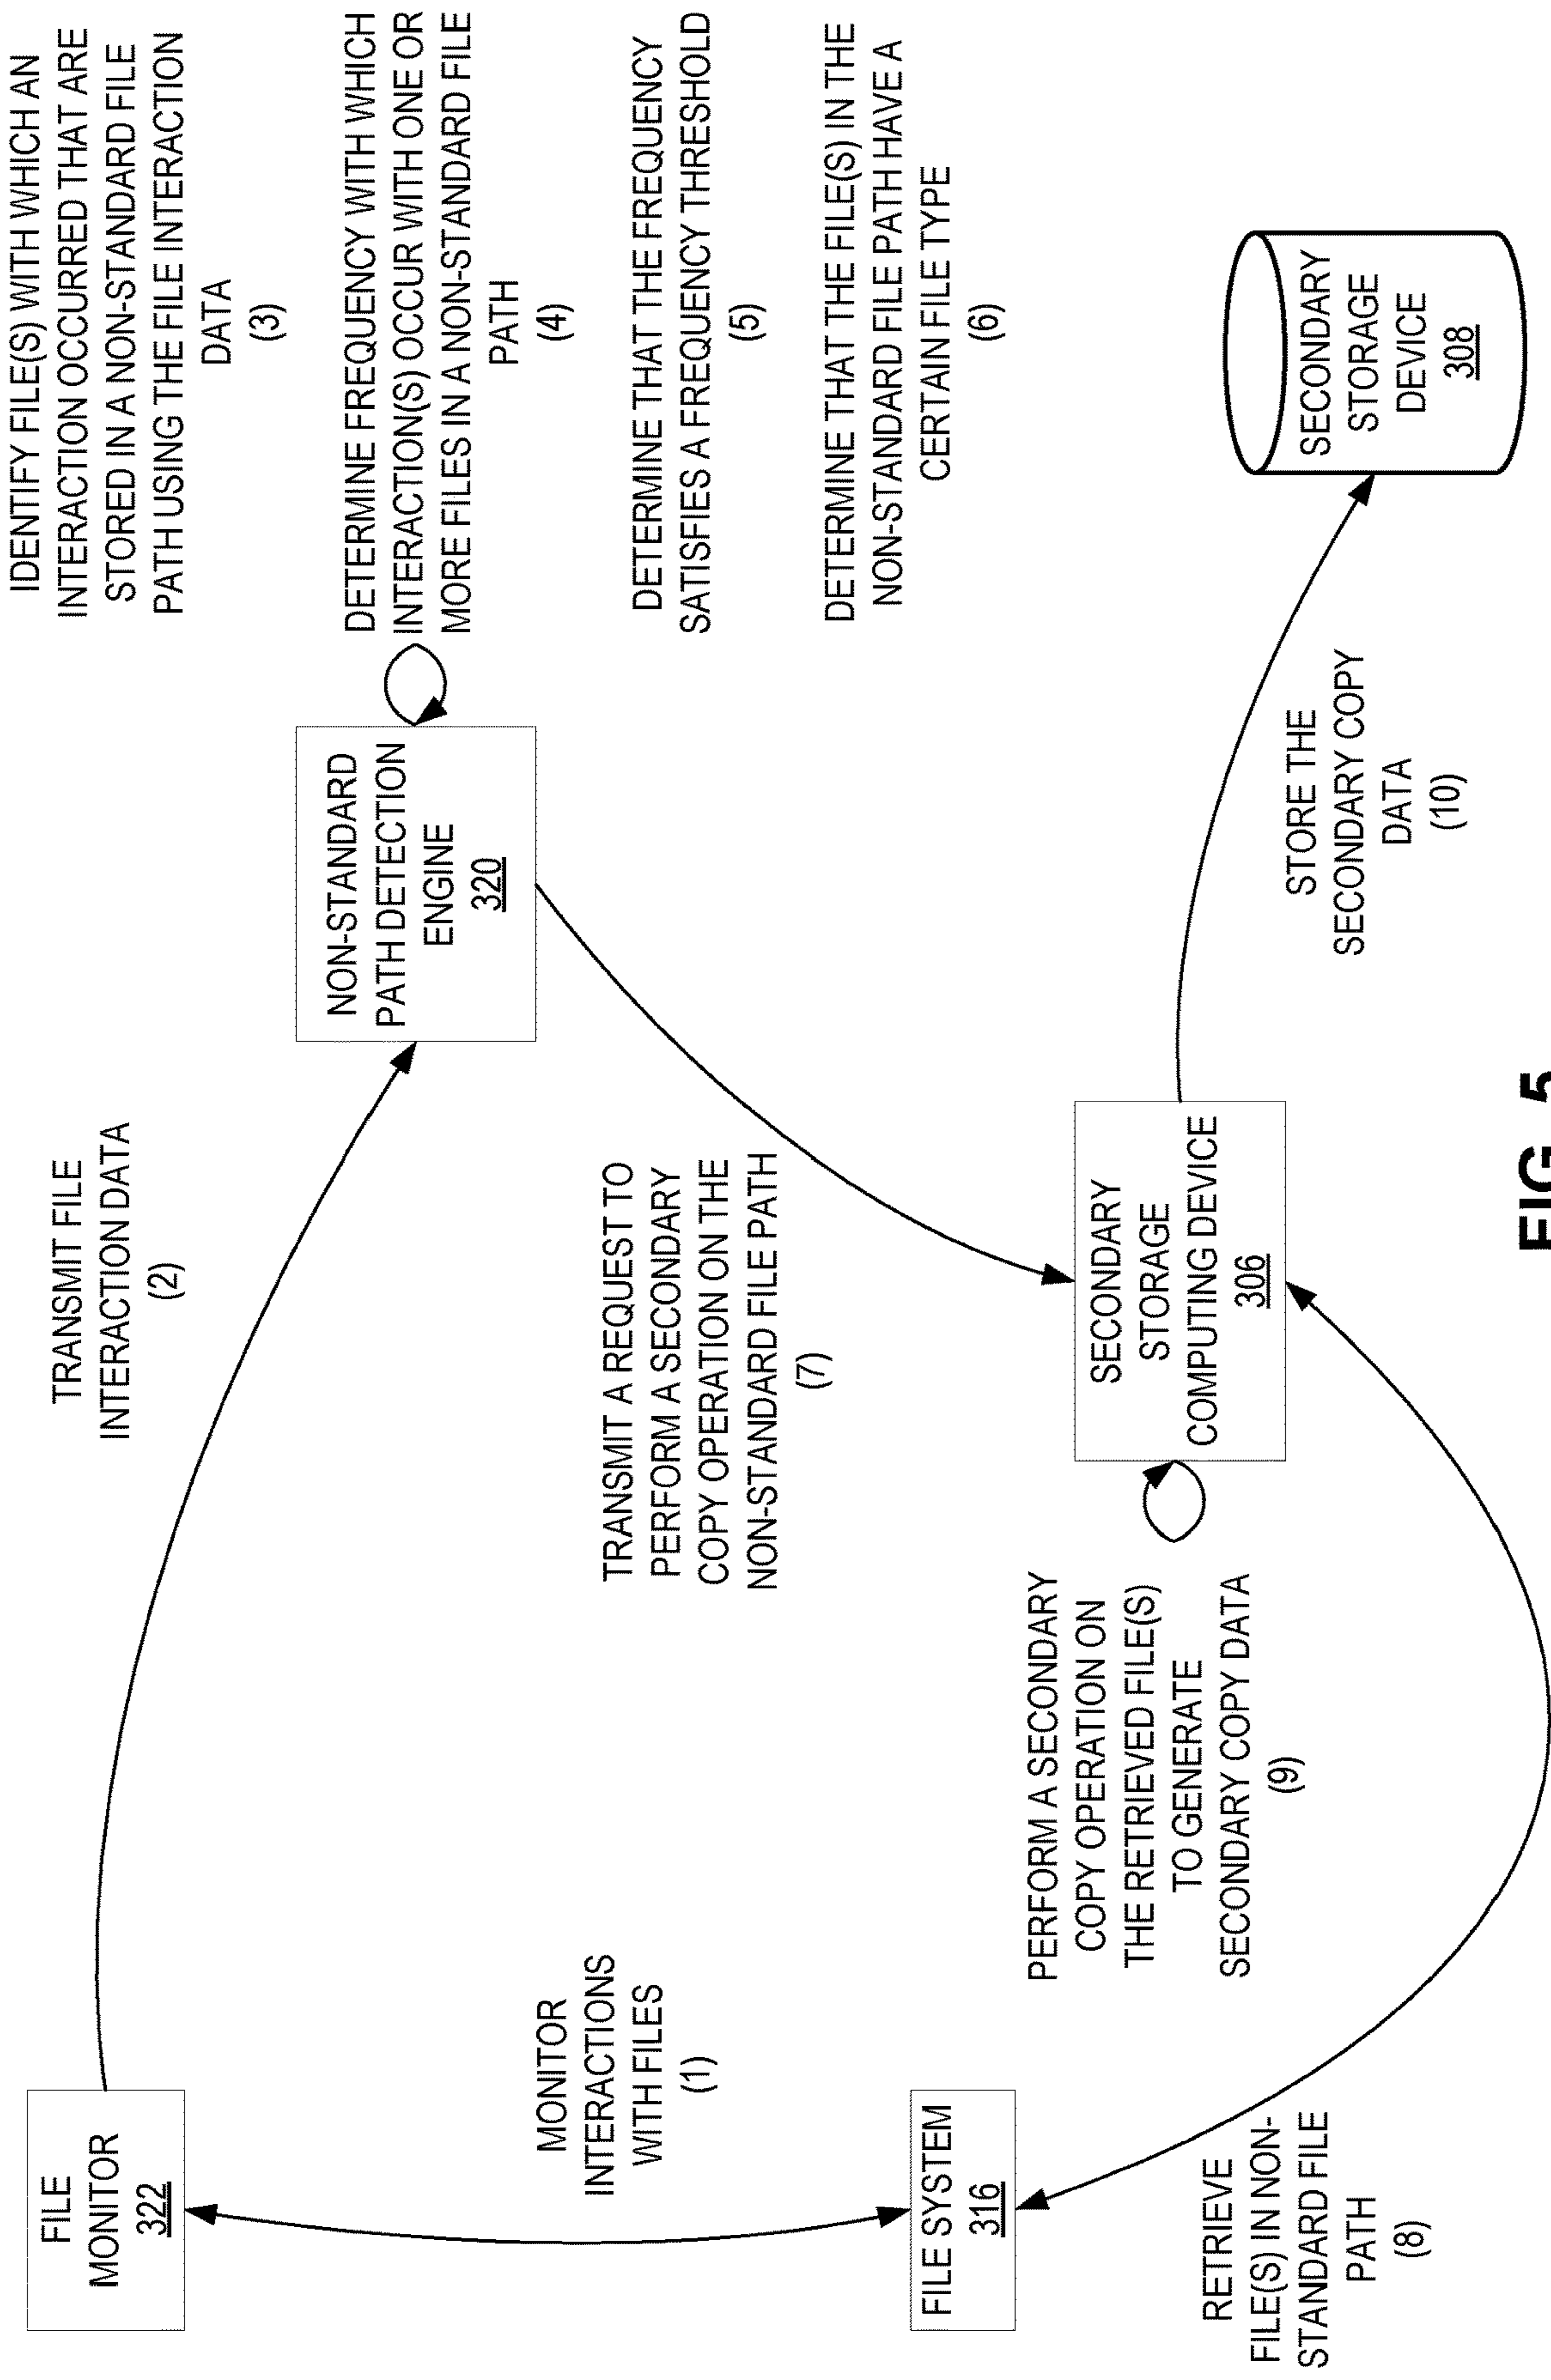 FILE
MONITOR
322
TRANSMIT FILE
INTERACTION DATA
(2)
IDENTIFY FILE(S) WITH WHICH AN
INTERACTION OCCURRED THAT ARE
STORED IN A NON-STANDARD FILE
PATH USING THE FILE INTERACTION
DATA
(3)
NON-STANDARD
PATH DETECTION
ENGINE
320
DETERMINE FREQUENCY WITH WHICH
INTERACTION(S) OCCUR WITH ONE OR
MORE FILES IN A NON-STANDARD FILE
PATH
(4)
MONITOR
INTERACTIONS
WITH FILES
(1)
TRANSMIT A REQUEST TO
PERFORM A SECONDARY
COPY OPERATION ON THE
NON-STANDARD FILE PATH
(7)
DETERMINE THAT THE FREQUENCY
SATISFIES A FREQUENCY THRESHOLD
(5)
DETERMINE THAT THE FILE(S) IN THE
NON-STANDARD FILE PATH HAVE A
CERTAIN FILE TYPE
(6)
FILE SYSTEM
316
PERFORM A SECONDARY
COPY OPERATION ON
THE RETRIEVED FILE(S)
TO GENERATE
SECONDARY COPY DATA
(9)
SECONDARY
STORAGE
COMPUTING DEVICE
306
RETRIEVE
FILE(S) IN NON-
STANDARD FILE
PATH
(8)
STORE THE
SECONDARY COPY
DATA
(10)
SECONDARY
STORAGE
DEVICE
308
FIG. 5